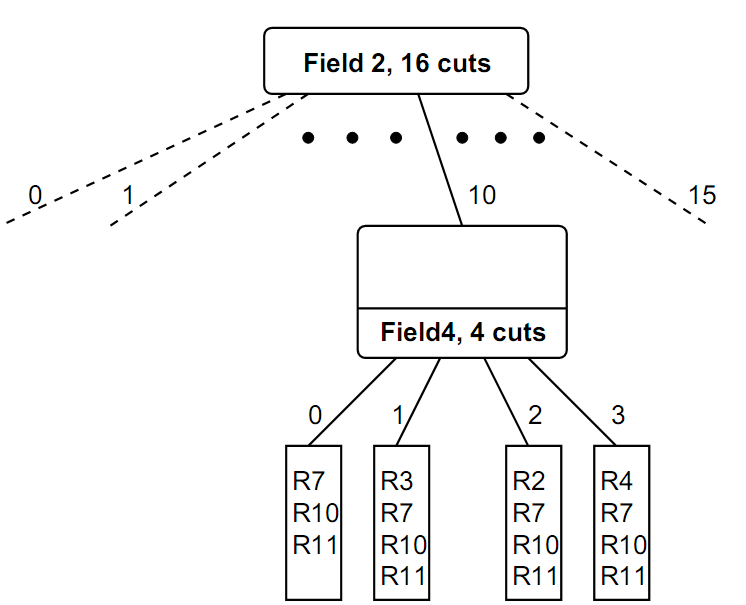 Field 2, 16 cuts
0
1
10
15
Field4, 4 cuts
0
1
2
3
R7
R10
R11
R3
R7
R10
R11
R2
R7
R10
R11
R4
R7
R10
R11